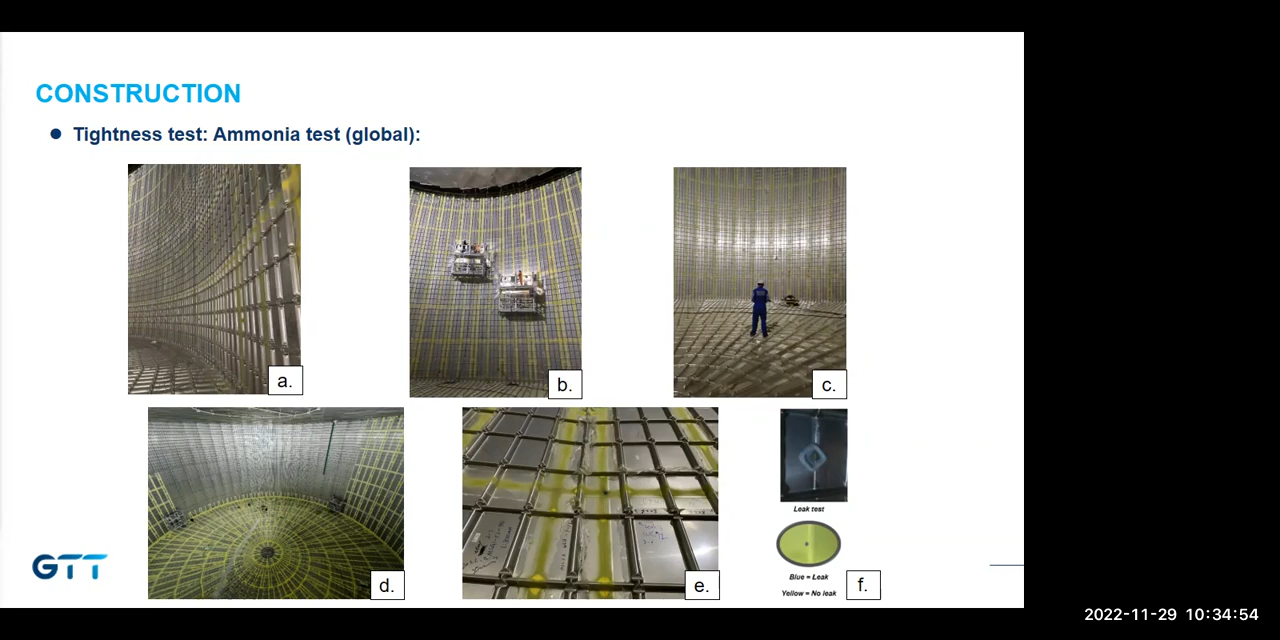 CONSTRUCTION
Tightness test: Ammonia test (global):
a.
b.
c.
d.
e.
Leak test
Blue = Leak
Yellow = No leak
f.
GTT
2022-11-29 10:34:54